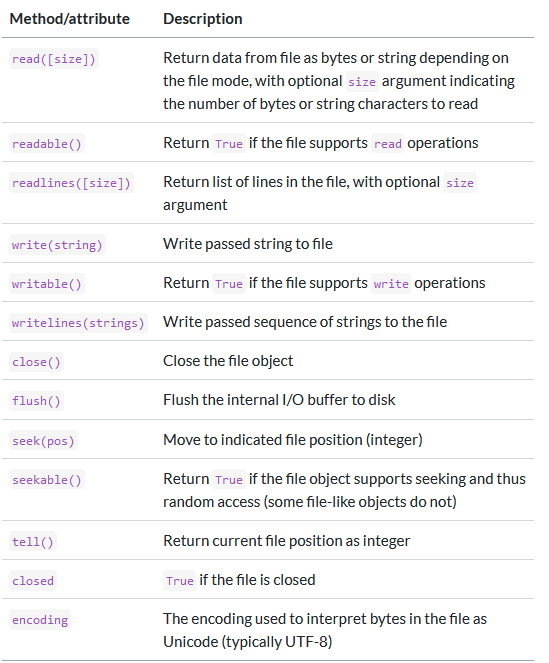 Method/attribute Description
read([size]) Return data from file as bytes or string depending on
the file mode, with optional size argument indicating
the number of bytes or string characters to read
readable() Return True if the file supports read operations
readlines([size]) Return list of lines in the file, with optional size
argument
write(string) Write passed string to file
writable() Return True if the file supports write operations
writelines(strings) Write passed sequence of strings to the file
close() Close the file object
flush() Flush the internal I/O buffer to disk
seek(pos) Move to indicated file position (integer)
seekable() Return True if the file object supports seeking and thus
random access (some file-like objects do not)
tell() Return current file position as integer
closed True if the file is closed
encoding The encoding used to interpret bytes in the file as
Unicode (typically UTF-8)